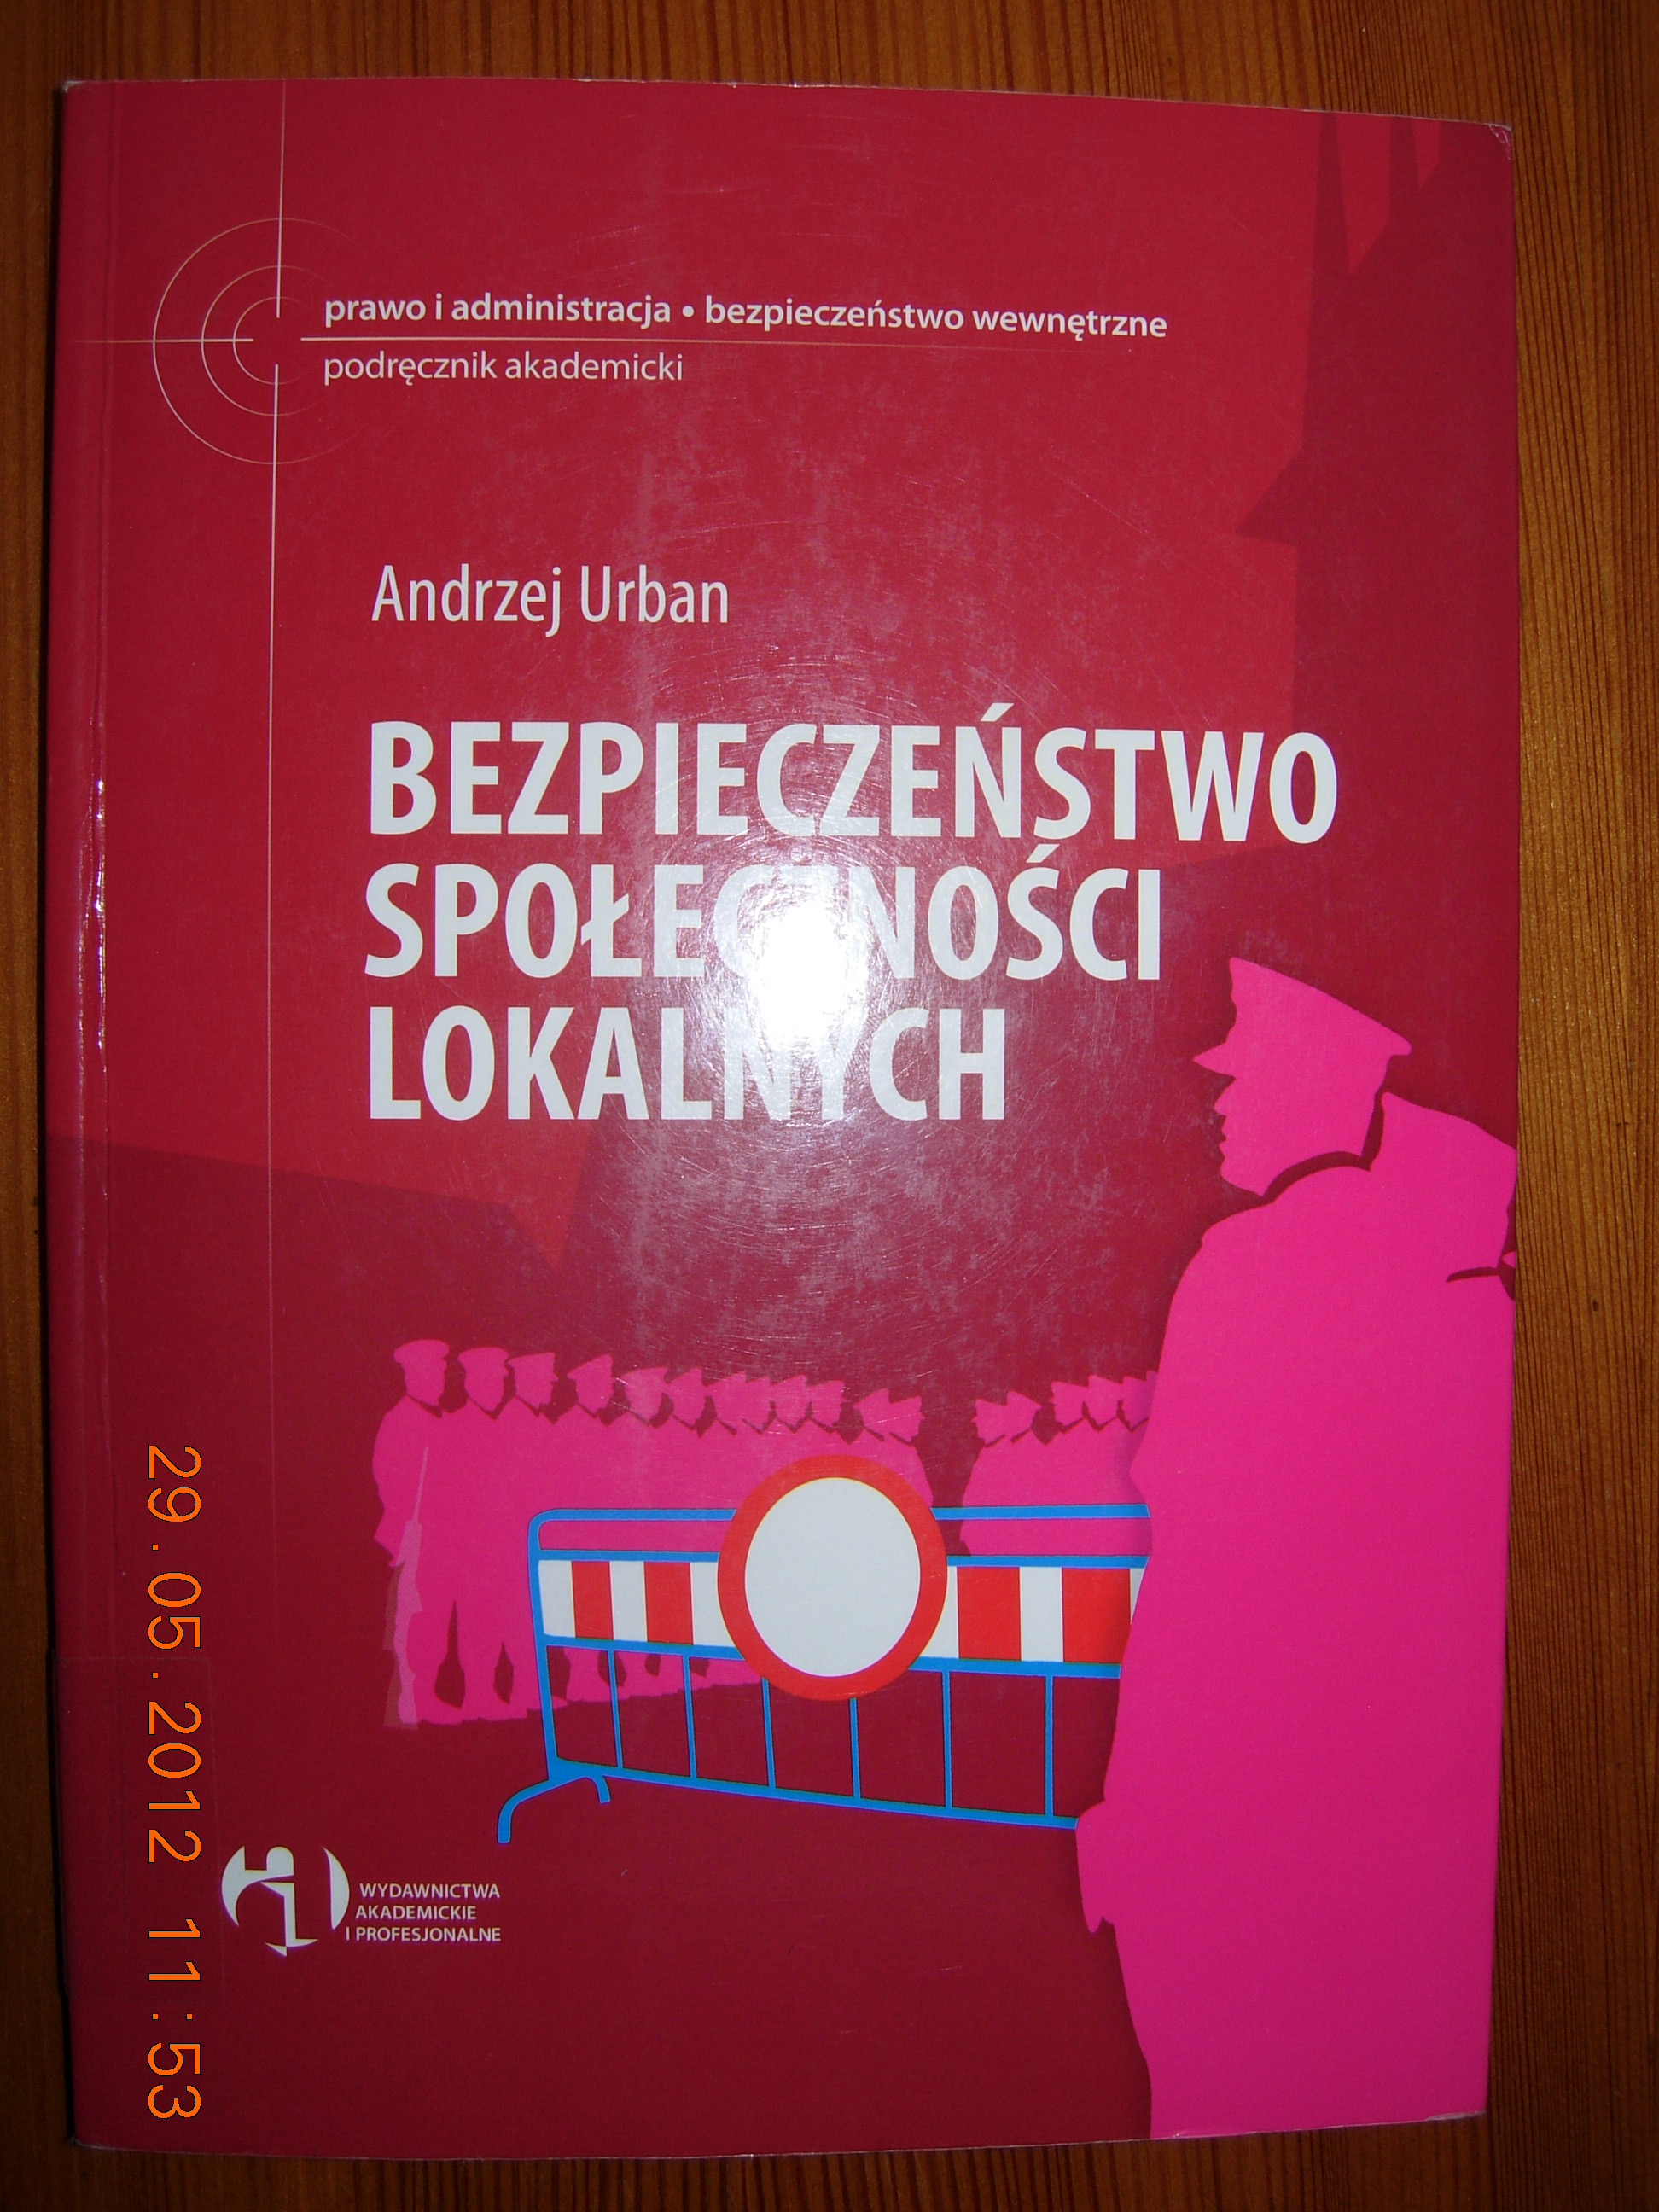 prawo i administracja • bezpieczeństwo wewnętrzne
podręcznik akademicki
Andrzej Urban
BEZPIECZEŃSTWO
SPOŁECZNOŚCI
LOKALNYCH
WYDAWNICTWA
AKADEMICKIE
I PROFESJONALNE
29.05.2012 11:53